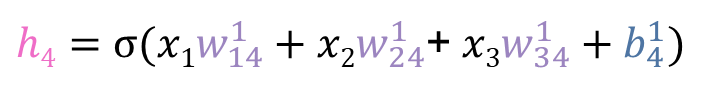 h₄ = σ(x₁w¹₁₄ + x₂w¹₂₄+ x₃w¹₃₄ + b¹₄)